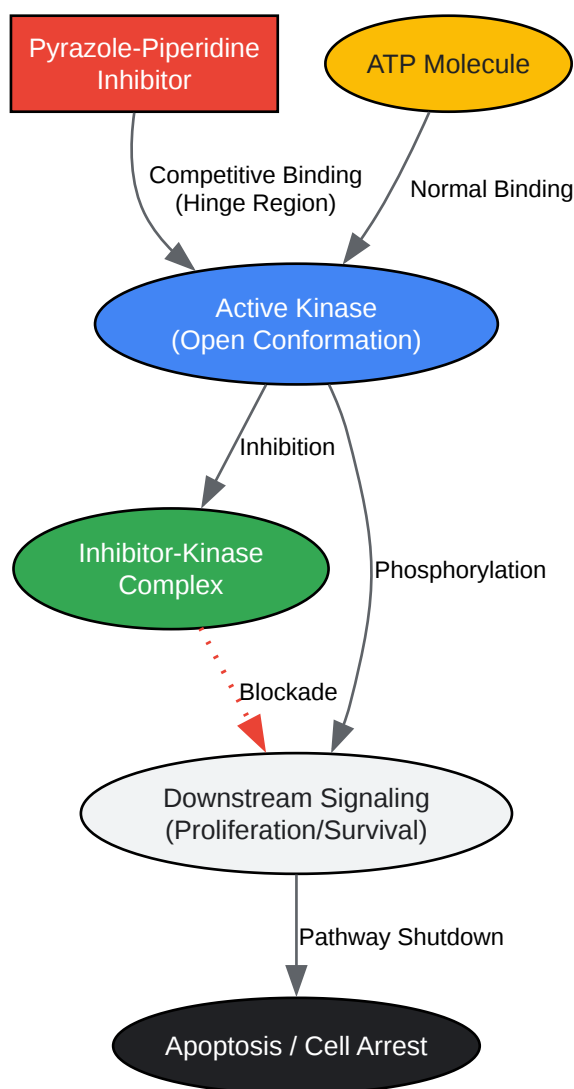 Pyrazole-Piperidine
Inhibitor
ATP Molecule
Competitive Binding
(Hinge Region)
Normal Binding
Active Kinase
(Open Conformation)
Inhibition
Inhibitor-Kinase
Complex
Phosphorylation
Blockade
Downstream Signaling
(Proliferation/Survival)
Pathway Shutdown
Apoptosis / Cell Arrest